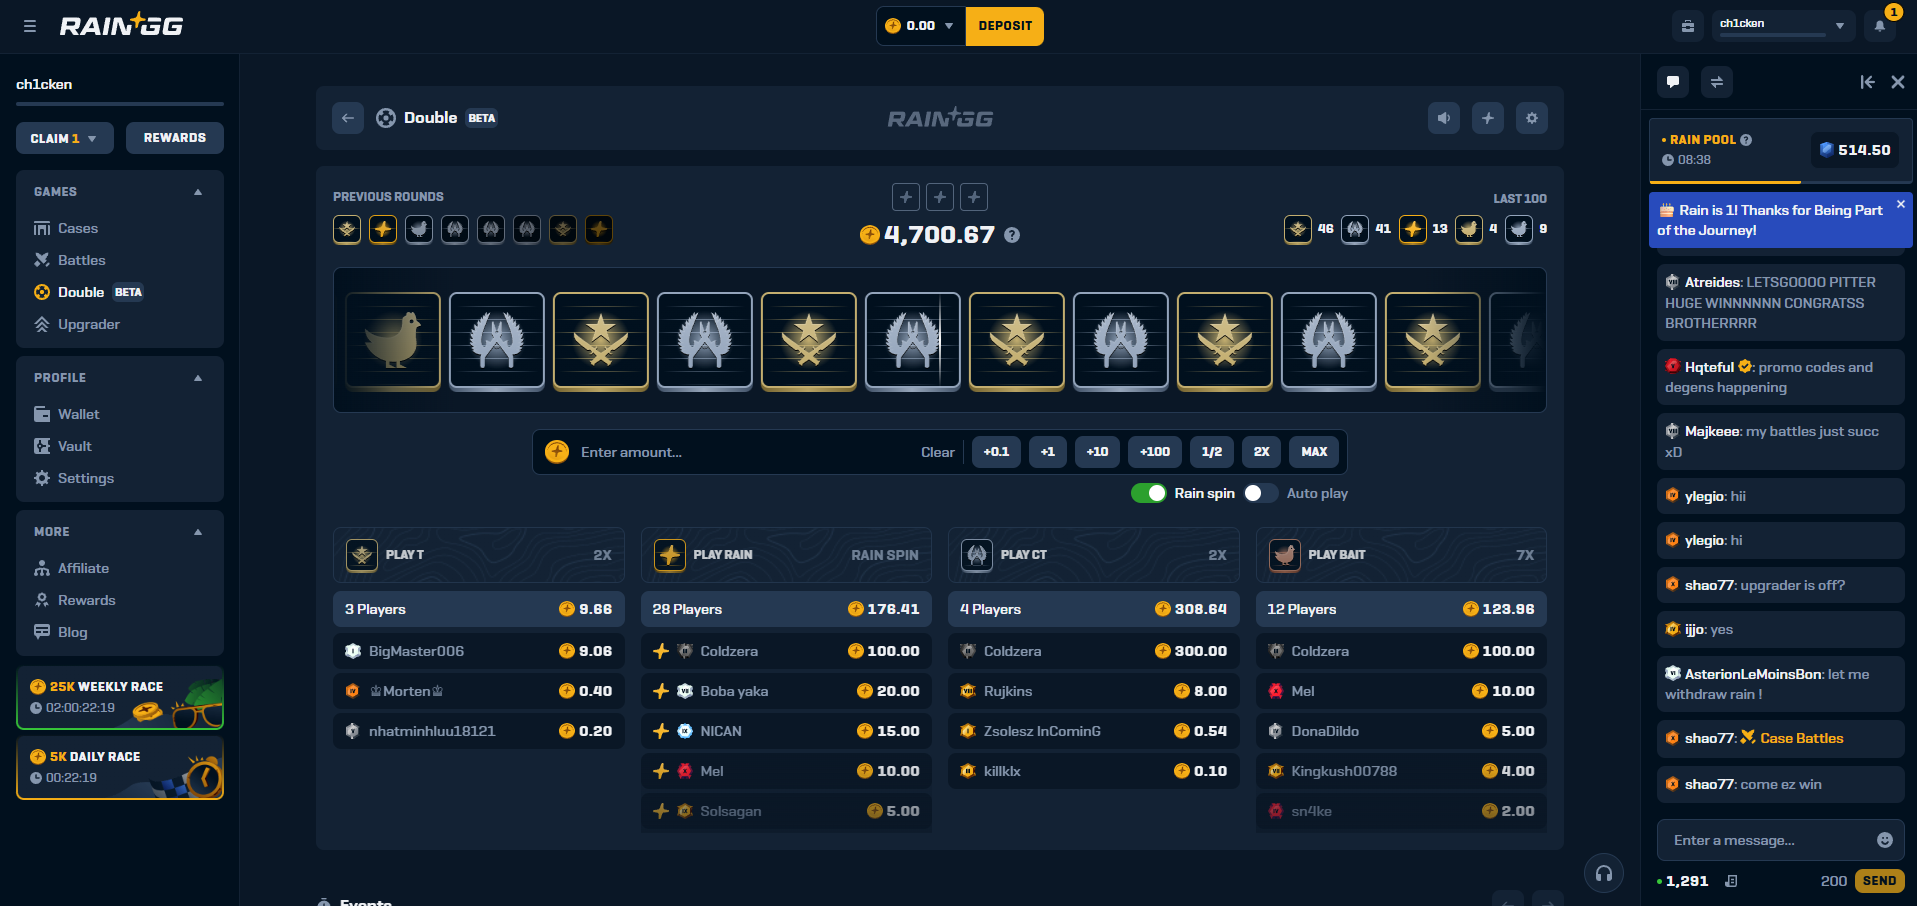 RAIN GG
0.00
DEPOSIT
ch1cken
1
ch1cken
CLAIM 1
REWARDS
GAMES
Cases
Battles
Double BETA
Upgrader
PROFILE
Wallet
Vault
Settings
MORE
Affiliate
Rewards
Blog
25K WEEKLY RACE
02:00:22:19
5K DAILY RACE
00:22:19
Double BETA
RAIN GG
PREVIOUS ROUNDS
4,700.67 ?
LAST 100
46
41
13
4
9
Enter amount...
Clear
+0.1
+1
+10
+100
1/2
2X
MAX
Rain spin
Auto play
PLAY T 2X
3 Players 9.66
BigMaster006 9.06
♔Morten♔ 0.40
nhatminhluu18121 0.20
PLAY RAIN RAIN SPIN
28 Players 176.41
Coldzera 100.00
Boba yaka 20.00
NICAN 15.00
Mel 10.00
Solsagan 5.00
PLAY CT 2X
4 Players 308.64
Coldzera 300.00
Rujkins 8.00
Zsolesz InCominG 0.54
killklx 0.10
PLAY BAIT 7X
12 Players 123.96
Coldzera 100.00
Mel 10.00
DonaDildo 5.00
Kingkush00788 4.00
sn4ke 2.00
Events
RAIN POOL ?
08:38
514.50
Rain is 1! Thanks for Being Part
of the Journey!
Atreides: LETSGOOOO PITTER
HUGE WINNNNNN CONGRATSS
BROTHERRRR
Hqteful: promo codes and
degens happening
Majkeee: my battles just succ
xD
ylegio: hii
ylegio: hi
shao77: upgrader is off?
ijjo: yes
AsterionLeMoinsBon: let me
withdraw rain !
shao77: Case Battles
shao77: come ez win
Enter a message...
1,291
200
SEND